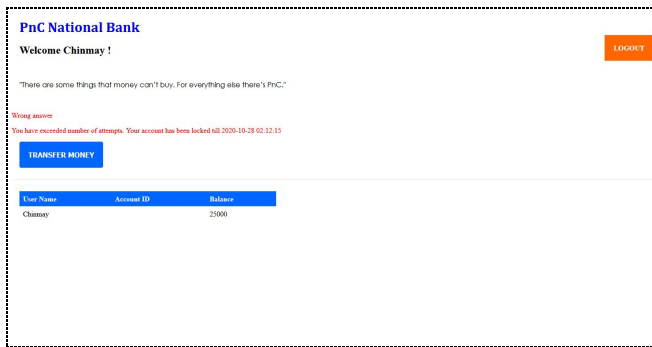 PnC National Bank
Welcome Chinmay !
LOGOUT
"There are some things that money can't buy. For everything else there's PnC."
Wrong answer
You have exceeded number of attempts. Your account has been locked till 2020-10-28 02:12:15
TRANSFER MONEY
User Name Account ID Balance
Chinmay 25000